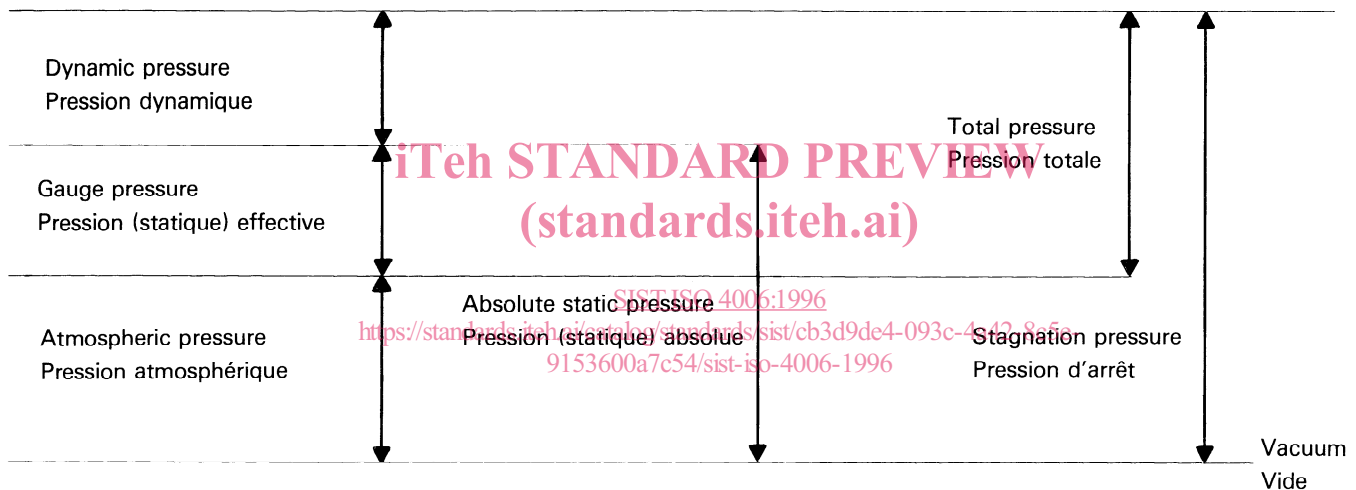 Dynamic pressure
Pression dynamique
Total pressure
Pression totale
iTeh STANDARD PREVIEW
(standards.iteh.ai)
Gauge pressure
Pression (statique) effective
SIST ISO 4006:1996
https://standards.iteh.ai/catalog/standards/sist/cb3d9de4-093c-4a42-8c5e-
9153600a7c54/sist-iso-4006-1996
Absolute static pressure
Pression (statique) absolue
Atmospheric pressure
Pression atmosphérique
Stagnation pressure
Pression d'arrêt
Vacuum
Vide